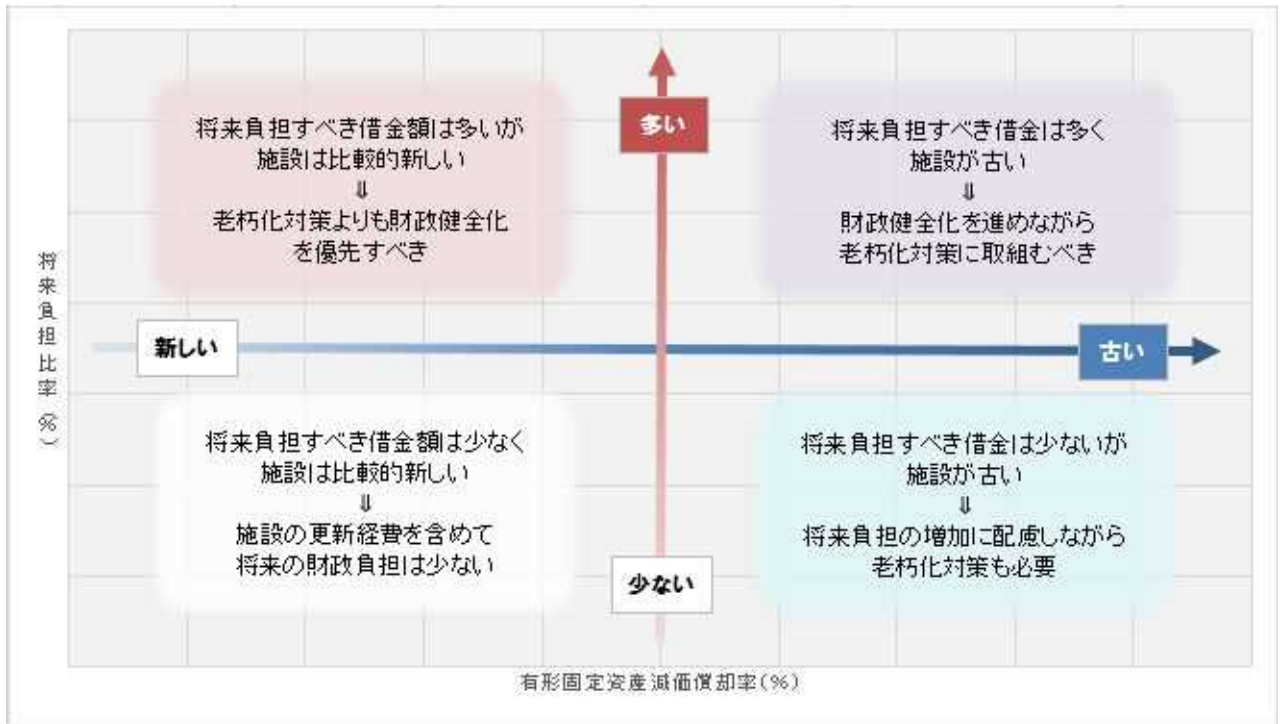 多い
将来負担すべき借金額は多いが
施設は比較的新しい
⇓
老朽化対策よりも財政健全化
を優先すべき
将来負担すべき借金は多く
施設が古い
⇓
財政健全化を進めながら
老朽化対策に取組むべき
将来負担比率(%)
新しい
古い
将来負担すべき借金額は少なく
施設は比較的新しい
⇓
施設の更新経費を含めて
将来の財政負担は少ない
将来負担すべき借金は少ないが
施設が古い
⇓
将来負担の増加に配慮しながら
老朽化対策も必要
少ない
有形固定資産減価償却率(%)